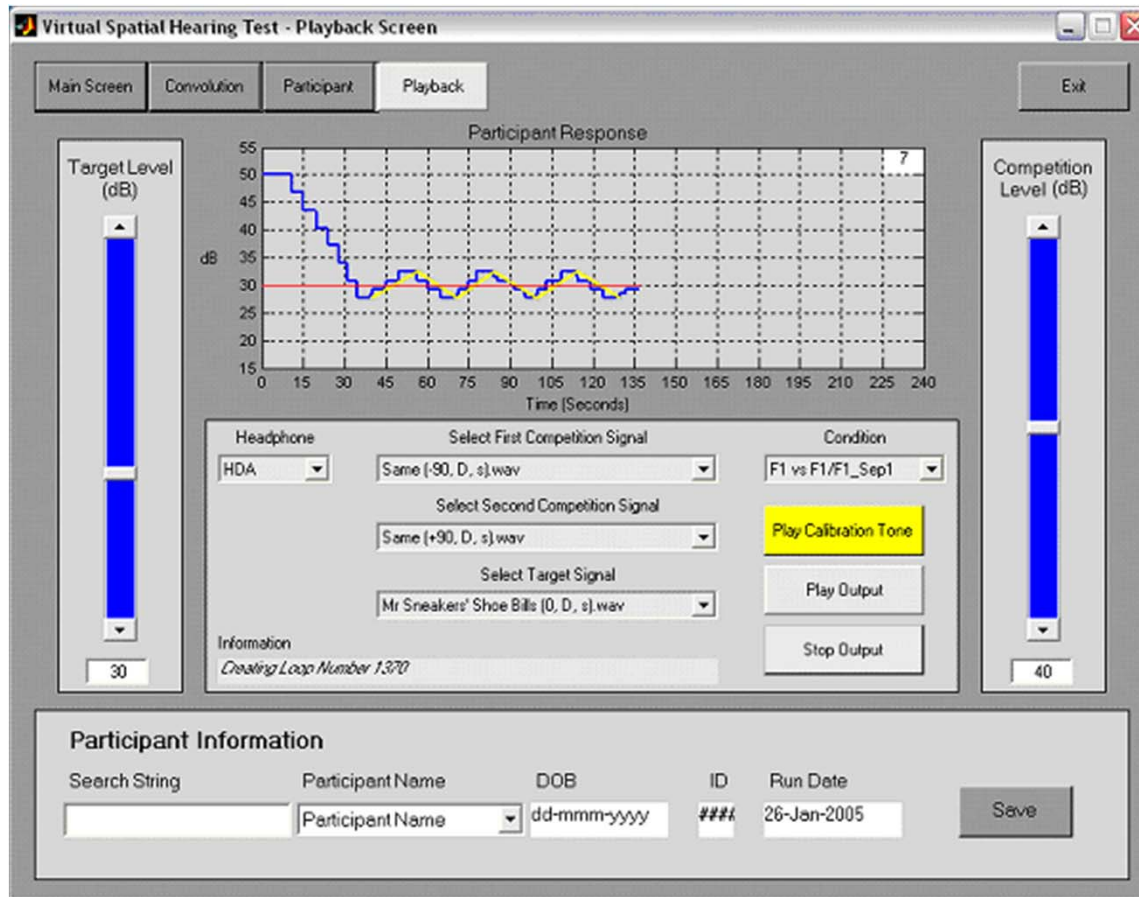 Virtual Spatial Hearing Test - Playback Screen
Main Screen Convolution Participant Playback Exit
Participant Response
Target Level
(dB)
Competition
Level (dB)
7
dB
55
50
45
40
35
30
25
20
15
0 15 30 45 60 75 90 105 120 135 150 165 180 195 210 225 240
Time (Seconds)
Headphone Select First Competition Signal Condition
HDA Same (-90, D, s).wav F1 vs F1/F1_Sep1
Select Second Competition Signal
Same (+90, D, s).wav
Play Calibration Tone
Select Target Signal
Mr Sneakers' Shoe Bills (0, D, s).wav
Play Output
Information
Creating Loop Number 1370
Stop Output
30
40
Participant Information
Search String Participant Name DOB ID Run Date
Participant Name dd-mmm-yyyy #### 26-Jan-2005
Save